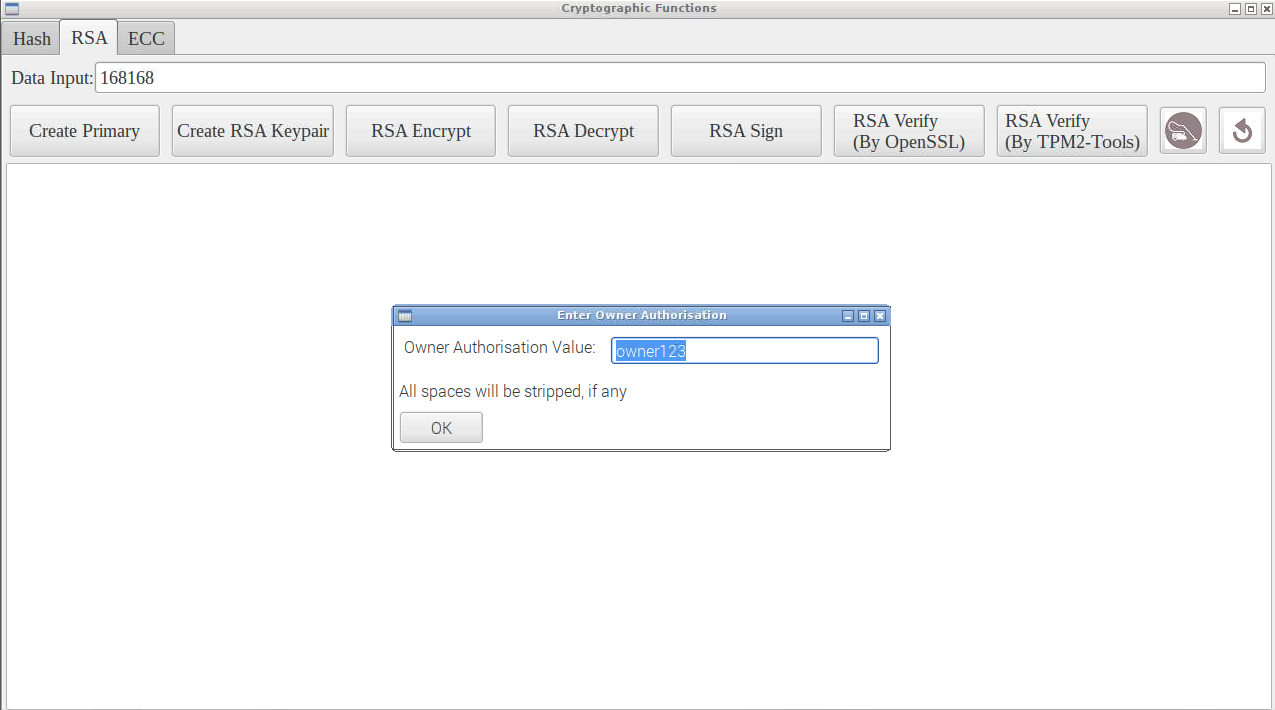 Cryptographic Functions
Hash RSA ECC
Data Input: 168168
Create Primary Create RSA Keypair RSA Encrypt RSA Decrypt RSA Sign
RSA Verify
(By OpenSSL)
RSA Verify
(By TPM2-Tools)
Enter Owner Authorisation
Owner Authorisation Value: owner123
All spaces will be stripped, if any
OK